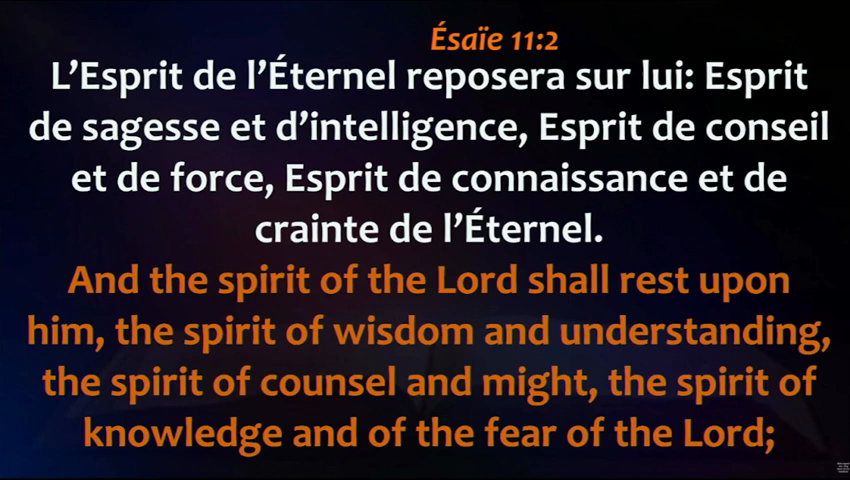 Ésaïe 11:2
L’Esprit de l’Éternel reposera sur lui: Esprit
de sagesse et d’intelligence, Esprit de conseil
et de force, Esprit de connaissance et de
crainte de l’Éternel.
And the spirit of the Lord shall rest upon
him, the spirit of wisdom and understanding,
the spirit of counsel and might, the spirit of
knowledge and of the fear of the Lord;